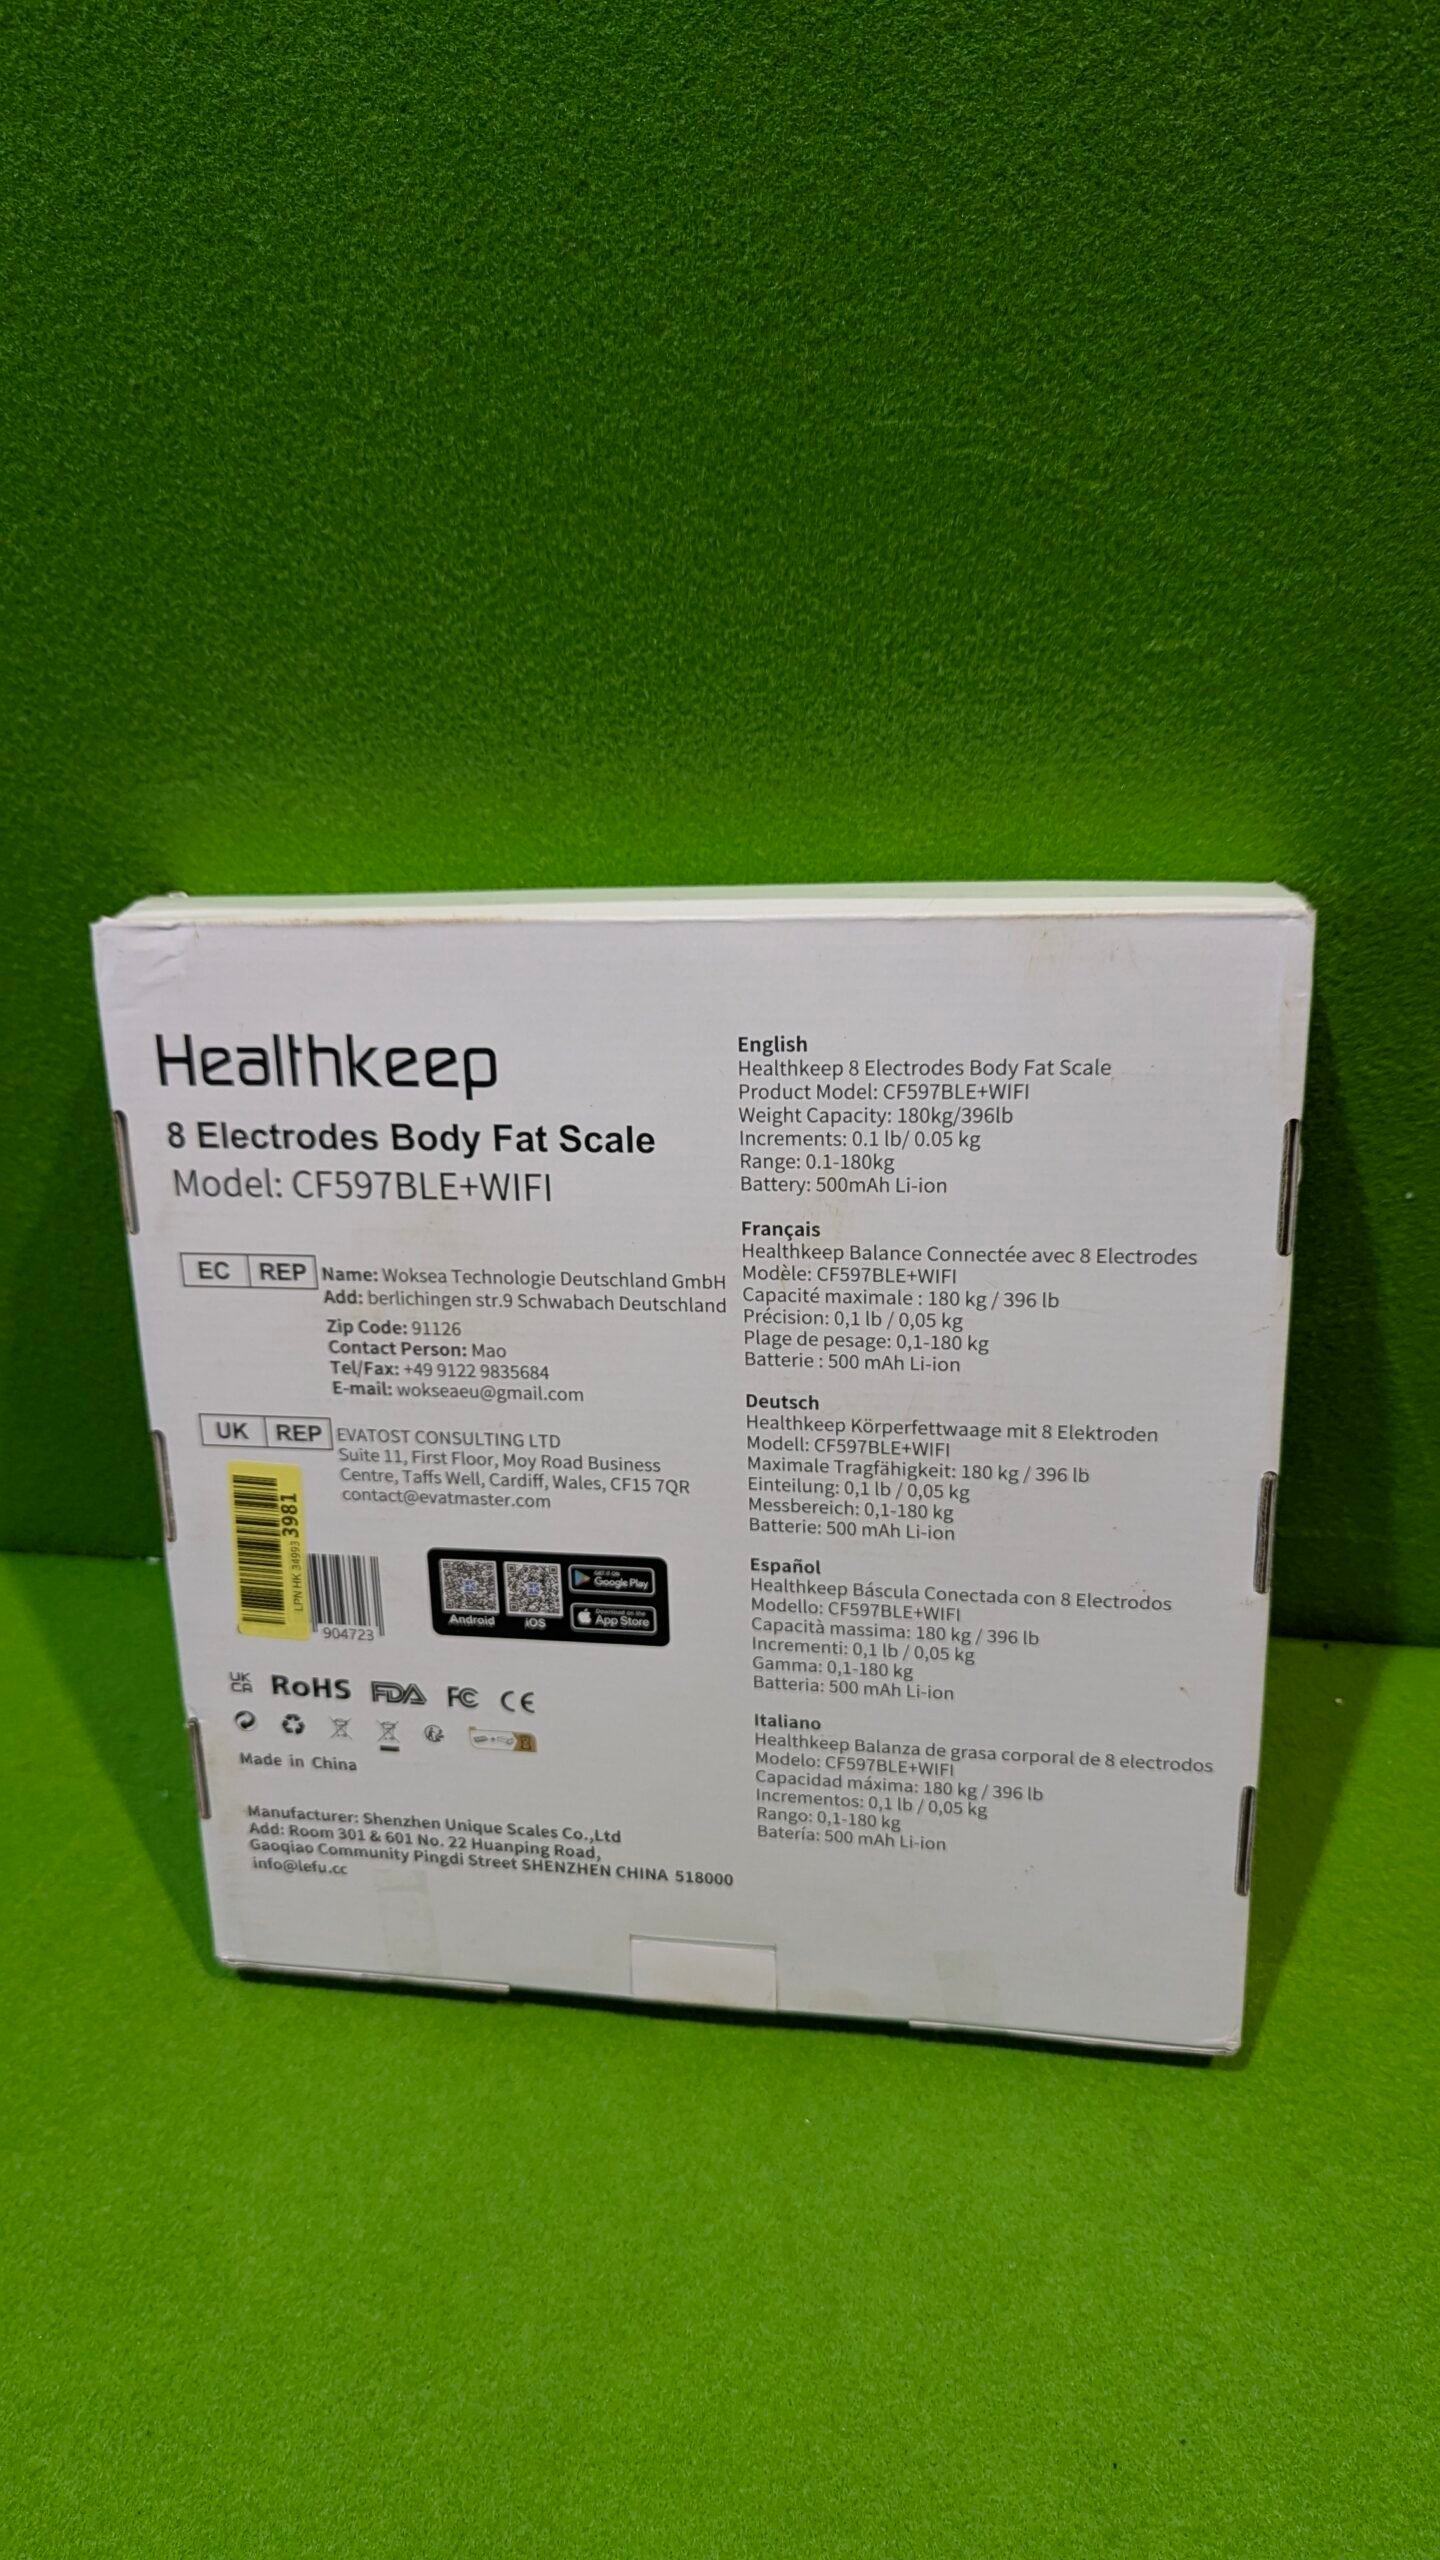 Healthkeep
8 Electrodes Body Fat Scale
Model: CF597BLE+WIFI
EC REP
Name: Woksea Technologie Deutschland GmbH
Add: berlichingen str.9 Schwabach Deutschland
Zip Code: 91126
Contact Person: Mao
Tel/Fax: +49 9122 9835684
E-mail: wokseaeu@gmail.com
UK REP
EVATOST CONSULTING LTD
Suite 11, First Floor, Moy Road Business
Centre, Taffs Well, Cardiff, Wales, CF15 7QR
contact@evatmaster.com
LPN HK 34993 3981
904723
Android
iOS
GET IT ON
Google Play
Download on the
App Store
UK
CA
RoHS
FDA
FC
CE
Made in China
Manufacturer: Shenzhen Unique Scales Co.,Ltd
Add: Room 301 & 601 No. 22 Huanping Road,
Gaoqiao Community Pingdi Street SHENZHEN CHINA 518000
info@lefu.cc
English
Healthkeep 8 Electrodes Body Fat Scale
Product Model: CF597BLE+WIFI
Weight Capacity: 180kg/396lb
Increments: 0.1 lb/ 0.05 kg
Range: 0.1-180kg
Battery: 500mAh Li-ion
Français
Healthkeep Balance Connectée avec 8 Electrodes
Modèle: CF597BLE+WIFI
Capacité maximale : 180 kg / 396 lb
Précision: 0,1 lb / 0,05 kg
Plage de pesage: 0,1-180 kg
Batterie : 500 mAh Li-ion
Deutsch
Healthkeep Körperfettwaage mit 8 Elektroden
Modell: CF597BLE+WIFI
Maximale Tragfähigkeit: 180 kg / 396 lb
Einteilung: 0,1 lb / 0,05 kg
Messbereich: 0,1-180 kg
Batterie: 500 mAh Li-ion
Español
Healthkeep Báscula Conectada con 8 Electrodos
Modello: CF597BLE+WIFI
Capacità massima: 180 kg / 396 lb
Incrementi: 0,1 lb / 0,05 kg
Gamma: 0,1-180 kg
Batteria: 500 mAh Li-ion
Italiano
Healthkeep Balanza de grasa corporal de 8 electrodos
Modelo: CF597BLE+WIFI
Capacidad máxima: 180 kg / 396 lb
Incrementos: 0,1 lb / 0,05 kg
Rango: 0,1-180 kg
Batería: 500 mAh Li-ion